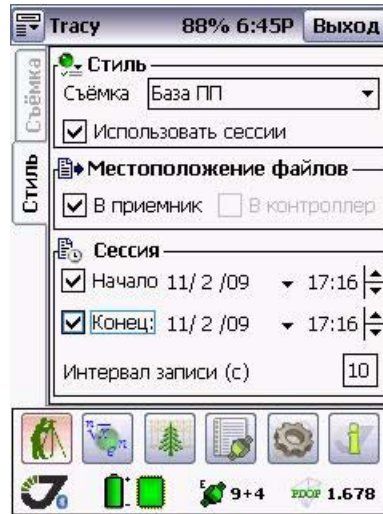 Tracy 88% 6:45P Выход
Съёмка
Стиль
Стиль
Съёмка База ПП
Использовать сессии
Местоположение файлов
В приемник В контроллер
Сессия
Начало 11/ 2 /09 17:16
Конец: 11/ 2 /09 17:16
Интервал записи (с) 10
9+4 PDOP 1.678